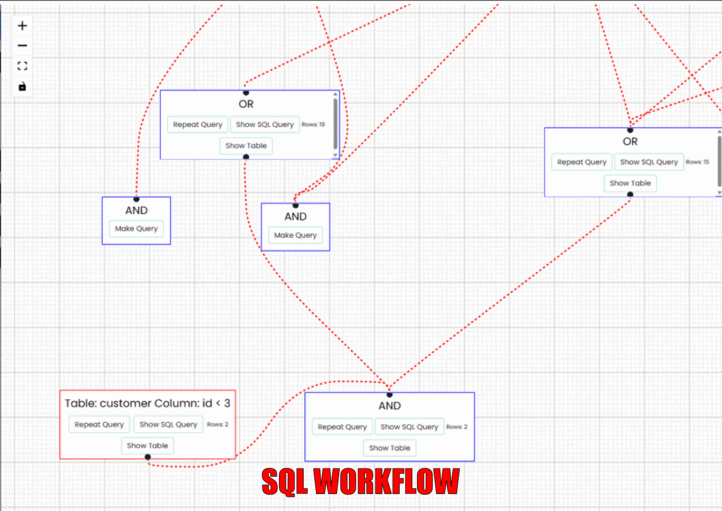 OR
Repeat Query Show SQL Query Rows: 19
Show Table
OR
Repeat Query Show SQL Query Rows: 15
Show Table
AND
Make Query
AND
Make Query
Table: customer Column: id < 3
Repeat Query Show SQL Query Rows: 2
Show Table
AND
Repeat Query Show SQL Query Rows: 2
Show Table
SQL WORKFLOW